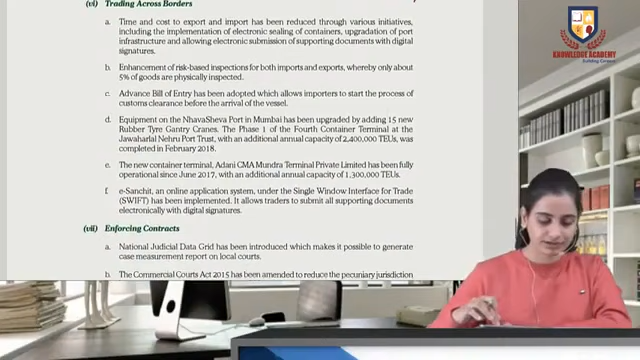 (vi) Trading Across Borders
a. Time and cost to export and import has been reduced through various initiatives,
including the implementation of electronic sealing of containers, upgradation of port
infrastructure and allowing electronic submission of supporting documents with digital
signatures.
b. Enhancement of risk-based inspections for both imports and exports, whereby only about
5% of goods are physically inspected.
c. Advance Bill of Entry has been adopted which allows importers to start the process of
customs clearance before the arrival of the vessel.
d. Equipment on the NhavaSheva Port in Mumbai has been upgraded by adding 15 new
Rubber Tyre Gantry Cranes. The Phase 1 of the Fourth Container Terminal at the
Jawaharlal Nehru Port Trust, with an additional annual capacity of 2,400,000 TEUs, was
completed in February 2018.
e. The new container terminal, Adani CMA Mundra Terminal Private Limited has been fully
operational since June 2017, with an additional annual capacity of 1,300,000 TEUs.
f. e-Sanchit, an online application system, under the Single Window Interface for Trade
(SWIFT) has been implemented. It allows traders to submit all supporting documents
electronically with digital signatures.
(vii) Enforcing Contracts
a. National Judicial Data Grid has been introduced which makes it possible to generate
case measurement report on local courts.
b. The Commercial Courts Act 2015 has been amended to reduce the pecuniary jurisdiction
KNOWLEDGE ACADEMY
Building Careers